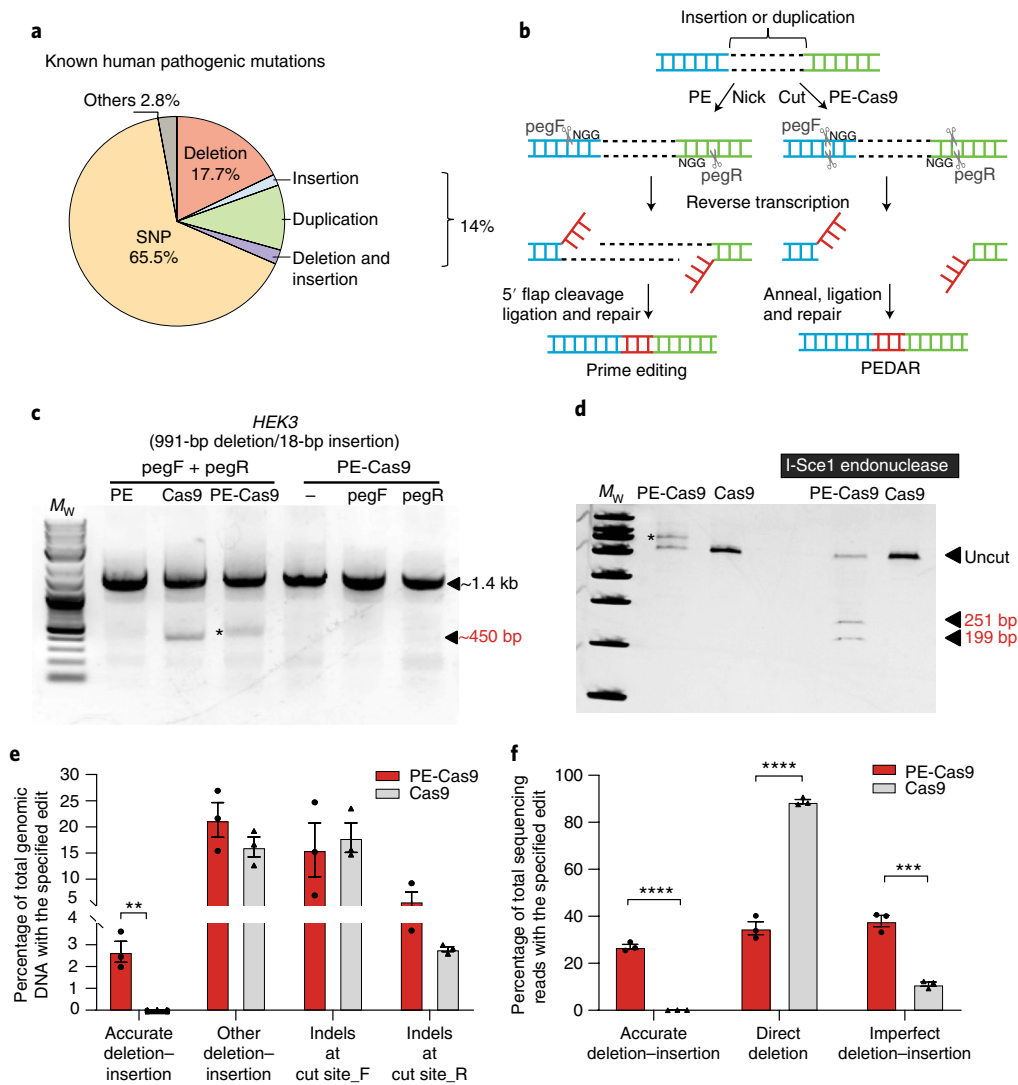 a
Known human pathogenic mutations
Others 2.8%
Deletion
17.7%
Insertion
Duplication
Deletion and
insertion
14%
SNP
65.5%
b
Insertion or duplication
PE Nick Cut PE-Cas9
pegF NGG
NGG pegR
pegF NGG
NGG pegR
Reverse transcription
5′ flap cleavage
ligation and repair
Anneal, ligation
and repair
Prime editing
PEDAR
c
HEK3
(991-bp deletion/18-bp insertion)
pegF + pegR PE-Cas9
MW PE Cas9 PE-Cas9 – pegF pegR
~1.4 kb
*
~450 bp
d
I-Sce1 endonuclease
MW PE-Cas9 Cas9 PE-Cas9 Cas9
*
Uncut
251 bp
199 bp
e
Percentage of total genomic
DNA with the specified edit
30
25
20
15
10
5
4
3
2
1
0
PE-Cas9
Cas9
**
Accurate
deletion–
insertion
Other
deletion–
insertion
Indels
at
cut site_F
Indels
at
cut site_R
f
Percentage of total sequencing
reads with the specified edit
100
80
60
40
20
0
PE-Cas9
Cas9
****
****
***
Accurate
deletion–insertion
Direct
deletion
Imperfect
deletion–insertion